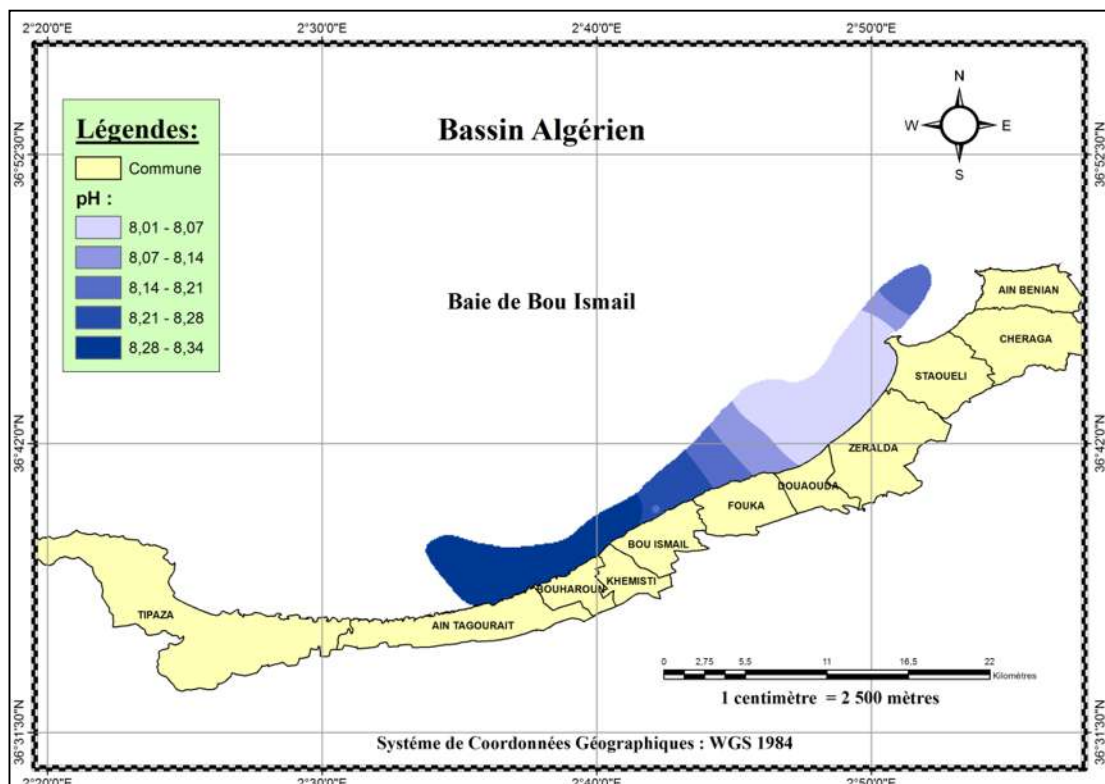 2°20'0"E 2°30'0"E 2°40'0"E 2°50'0"E
Légendes:
Commune
pH :
8,01 - 8,07
8,07 - 8,14
8,14 - 8,21
8,21 - 8,28
8,28 - 8,34
Bassin Algérien
N
W E
S
36°52'30"N 36°52'30"N
Baie de Bou Ismail
AIN BENIAN
CHERAGA
STAOUELI
36°42'0"N 36°42'0"N
ZERALDA
DOUAOUDA
FOUKA
BOU ISMAIL
KHEMISTI
BOUHAROUN
TIPAZA
AIN TAGOURAIT
0 2,75 5,5 11 16,5 22
Kilomètres
1 centimètre = 2 500 mètres
36°31'30"N 36°31'30"N
Systéme de Coordonnées Géographiques : WGS 1984
2°20'0"E 2°30'0"E 2°40'0"E 2°50'0"E